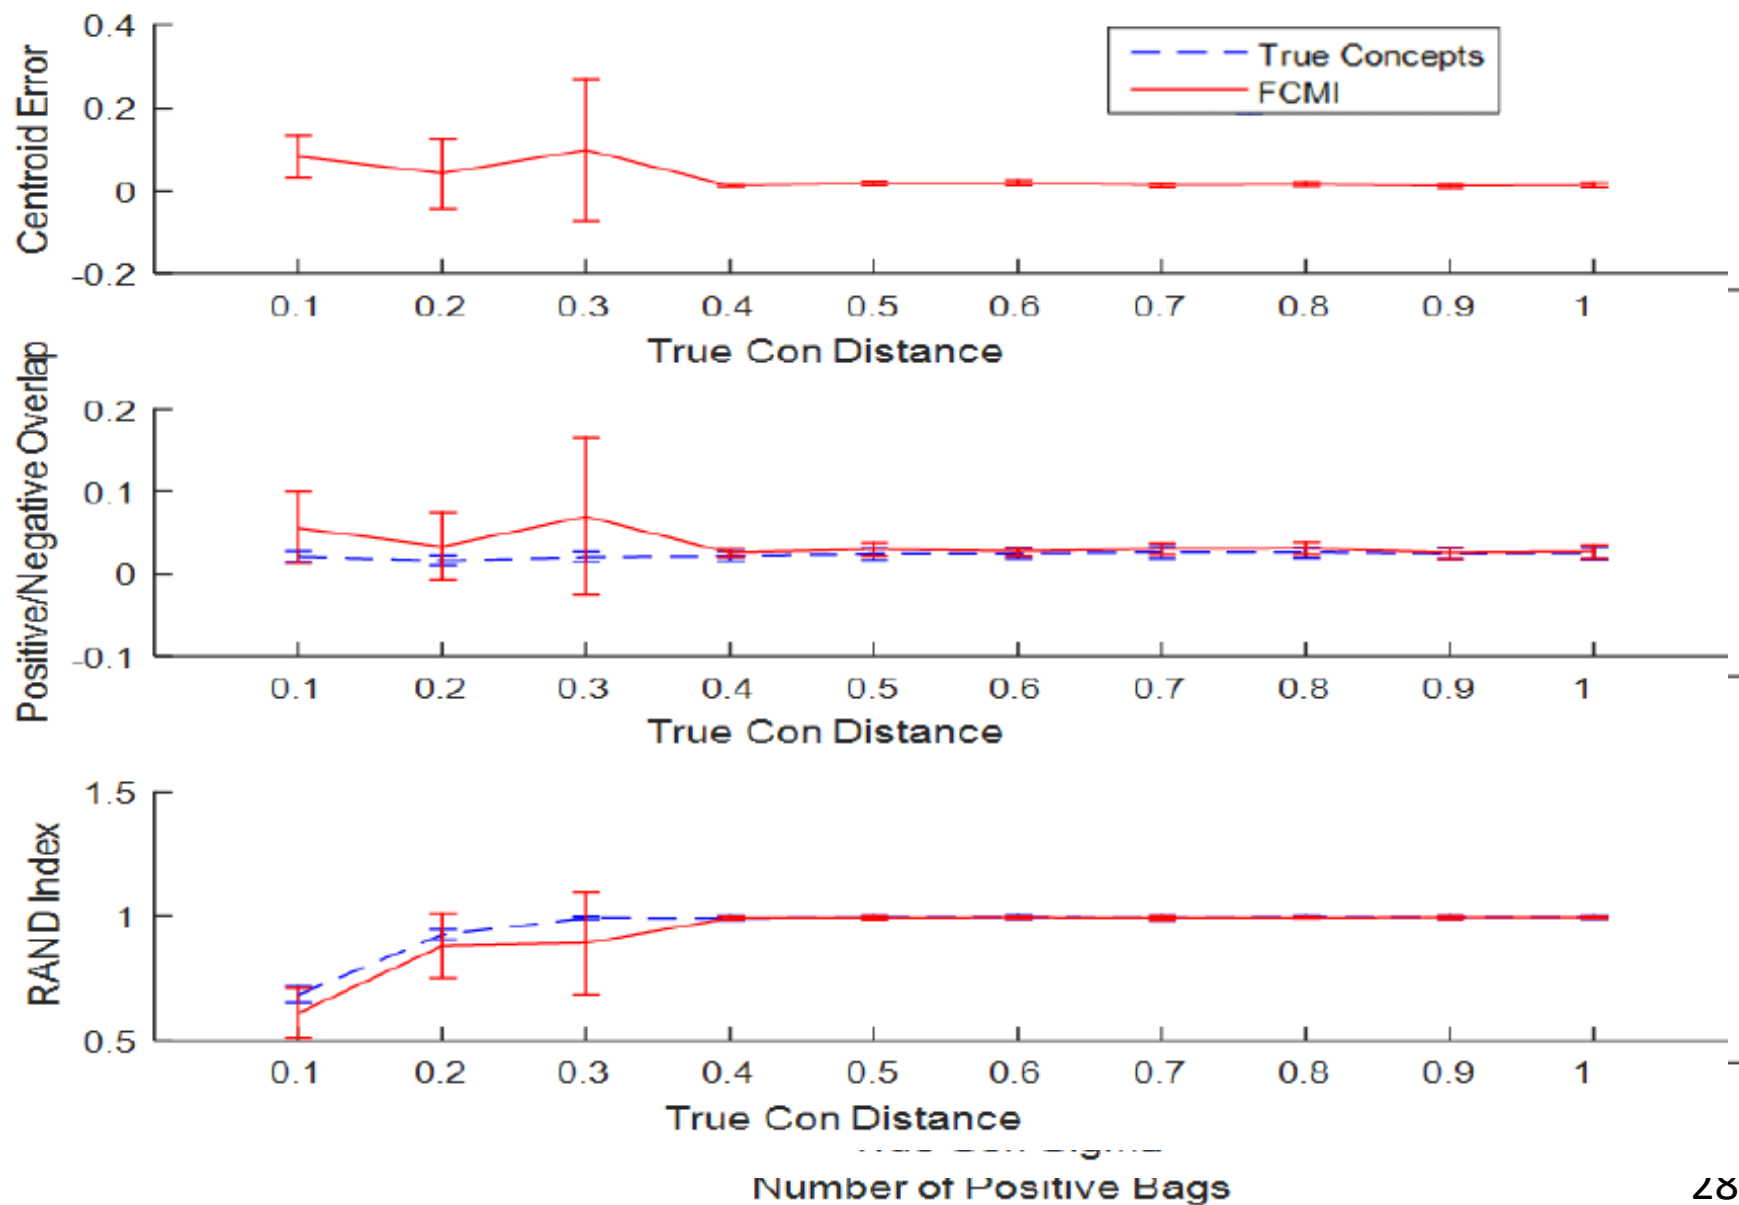 0.4
0.2
0
-0.2
Centroid Error
True Concepts
FCMI
0.1 0.2 0.3 0.4 0.5 0.6 0.7 0.8 0.9 1
True Con Distance
0.2
0.1
0
-0.1
Positive/Negative Overlap
0.1 0.2 0.3 0.4 0.5 0.6 0.7 0.8 0.9 1
True Con Distance
1.5
1
0.5
RAND Index
0.1 0.2 0.3 0.4 0.5 0.6 0.7 0.8 0.9 1
True Con Distance
Number of Positive Bags
28